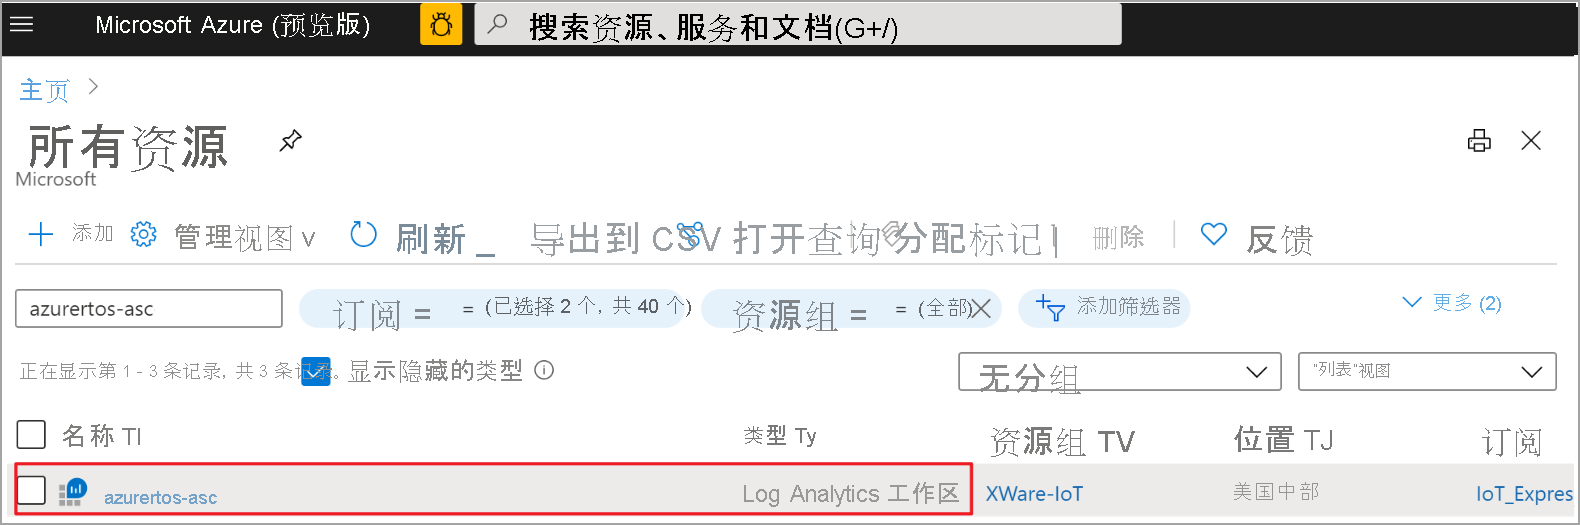 Microsoft Azure (预览版)
搜索资源、服务和文档(G+/)
主页
所有资源
Microsoft
添加 管理视图 刷新 _ 导出到 CSV 打开查询 分配标记 | 删除 反馈
azurertos-asc 订阅 = = (已选择 2 个, 共 40 个) 资源组 = = (全部) 添加筛选器 更多 (2)
正在显示第 1 - 3 条记录, 共 3 条记录。 显示隐藏的类型 无分组 "列表"视图
名称 TI 类型 Ty 资源组 TV 位置 TJ 订阅
azurertos-asc Log Analytics 工作区 XWare-IoT 美国中部 IoT_Expres